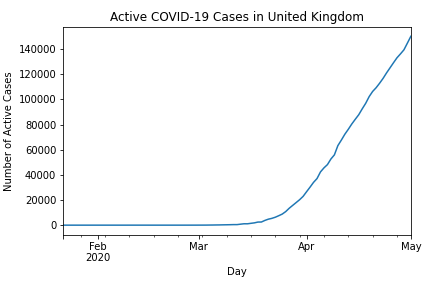 Active COVID-19 Cases in United Kingdom
Number of Active Cases
140000
120000
100000
80000
60000
40000
20000
0
Feb
2020
Mar
Apr
May
Day